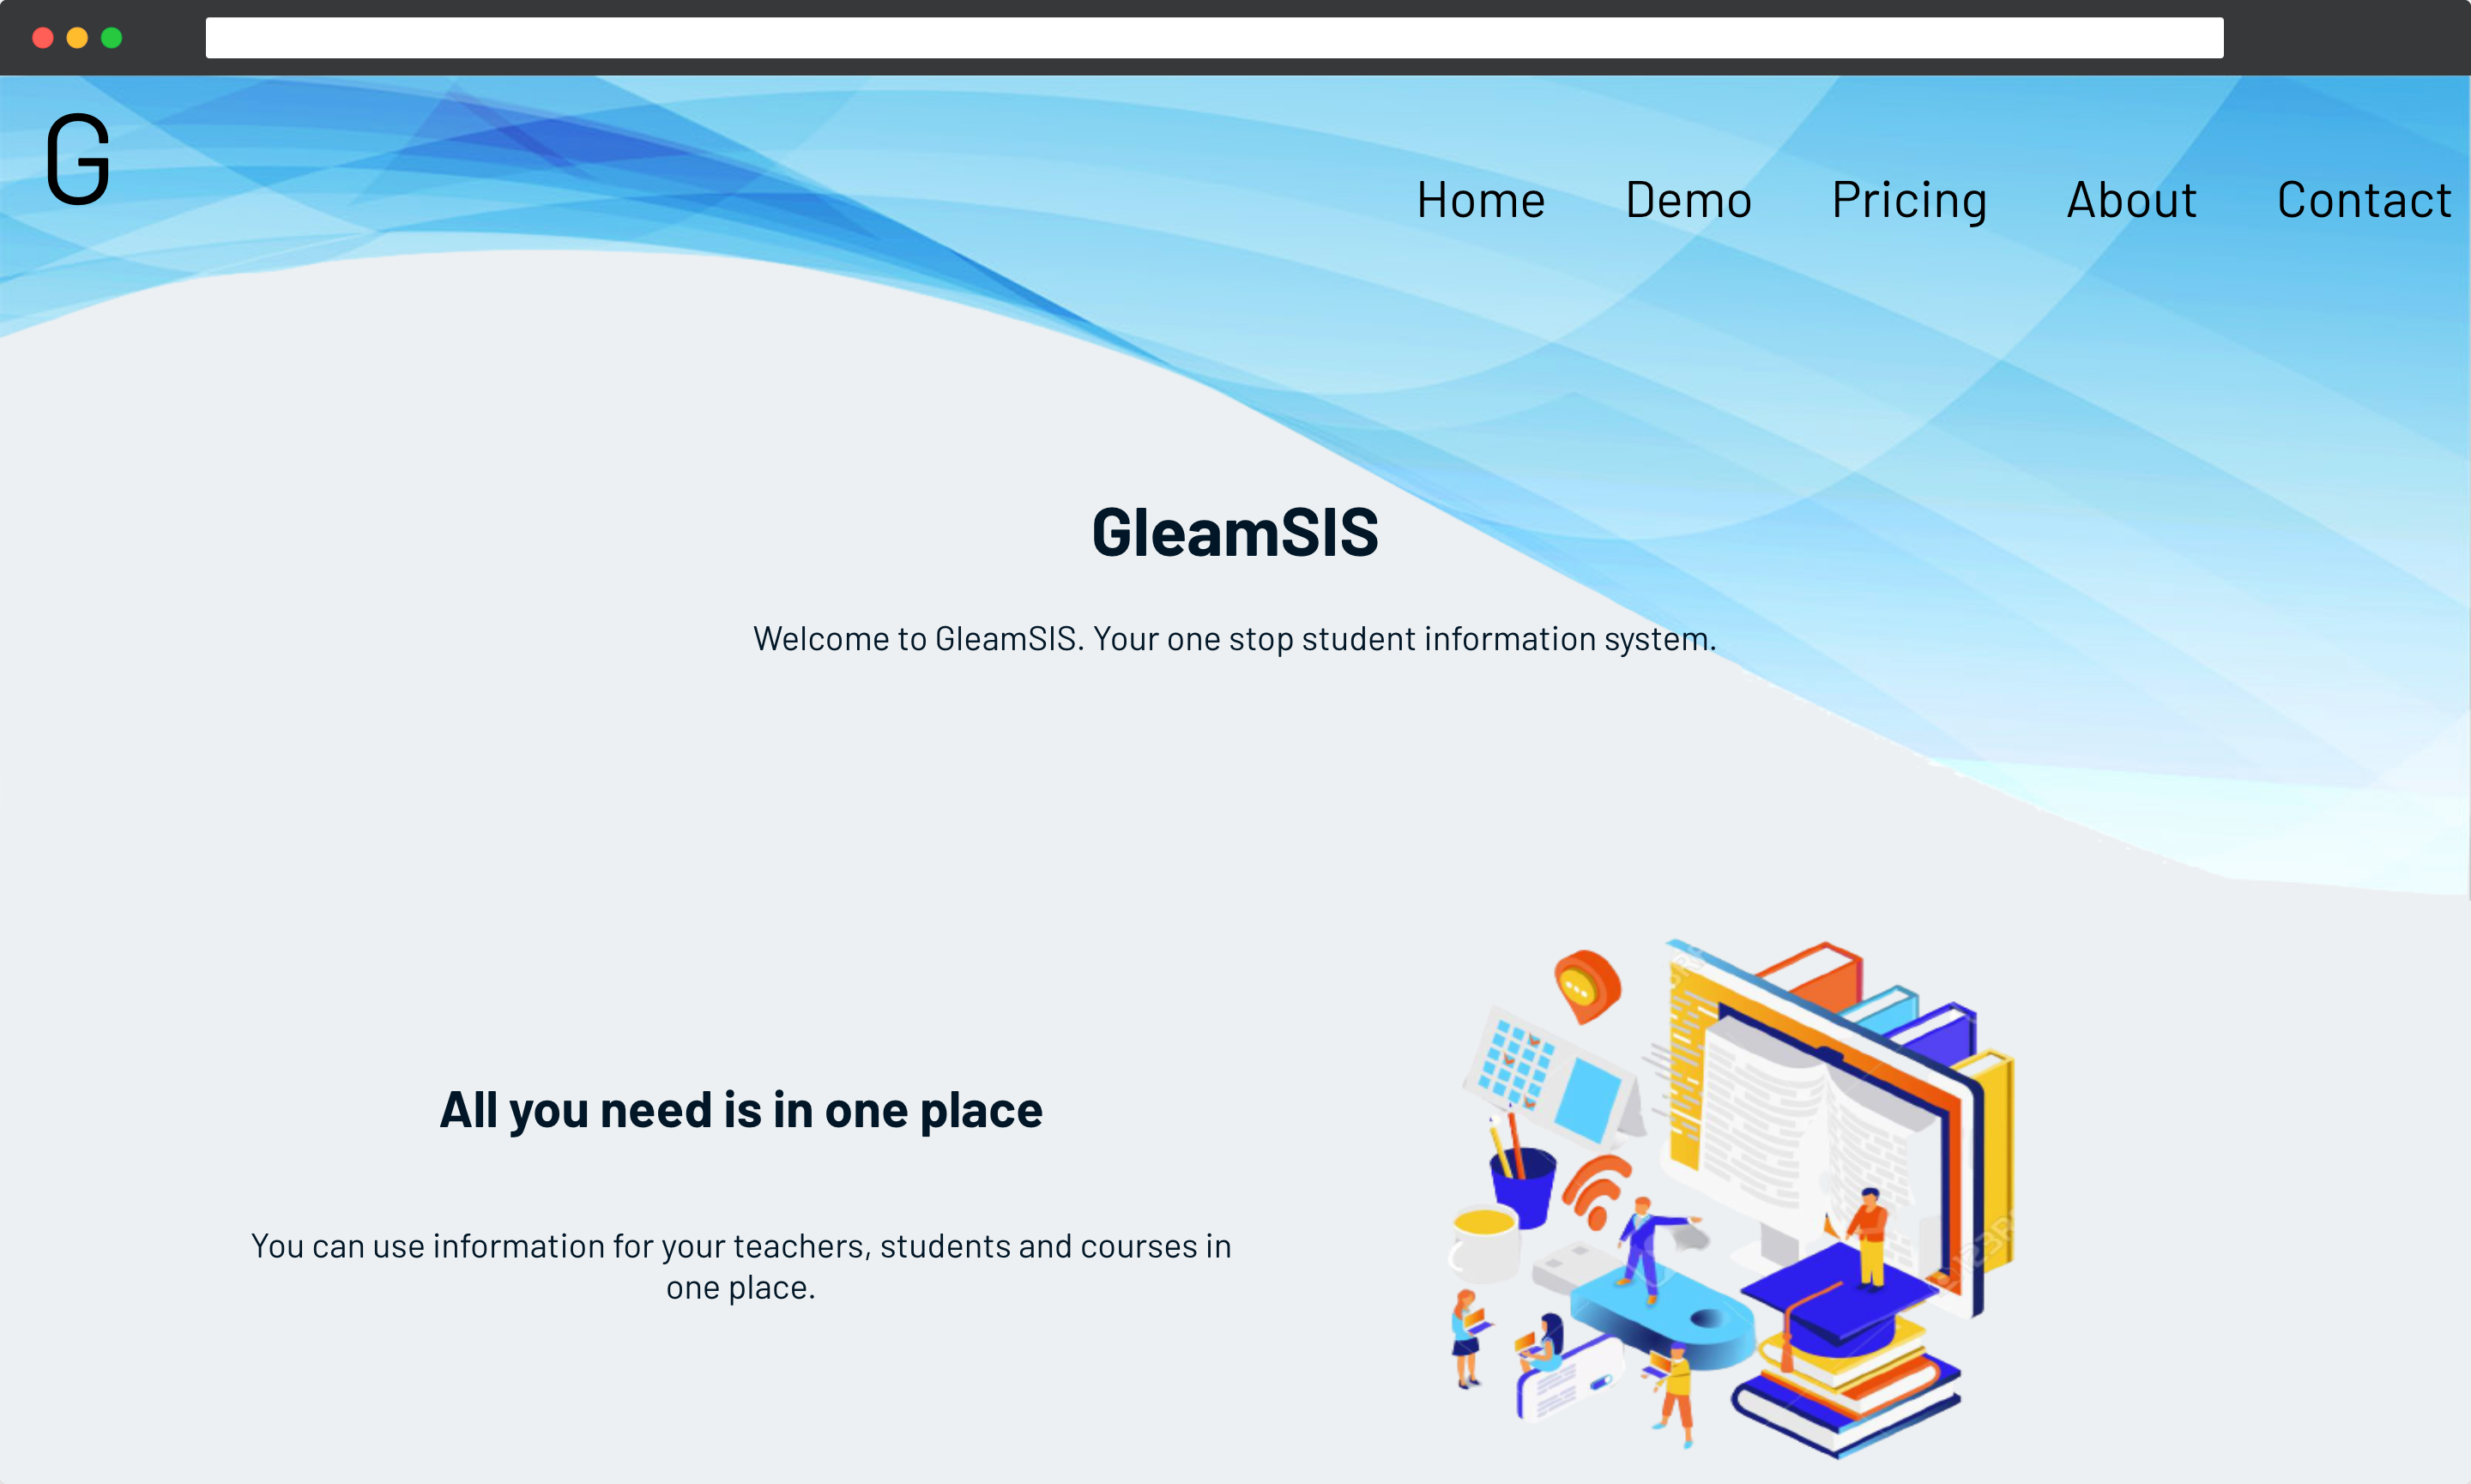 G
Home Demo Pricing About Contact
GleamSIS
Welcome to GleamSIS. Your one stop student information system.
All you need is in one place
You can use information for your teachers, students and courses in
one place.